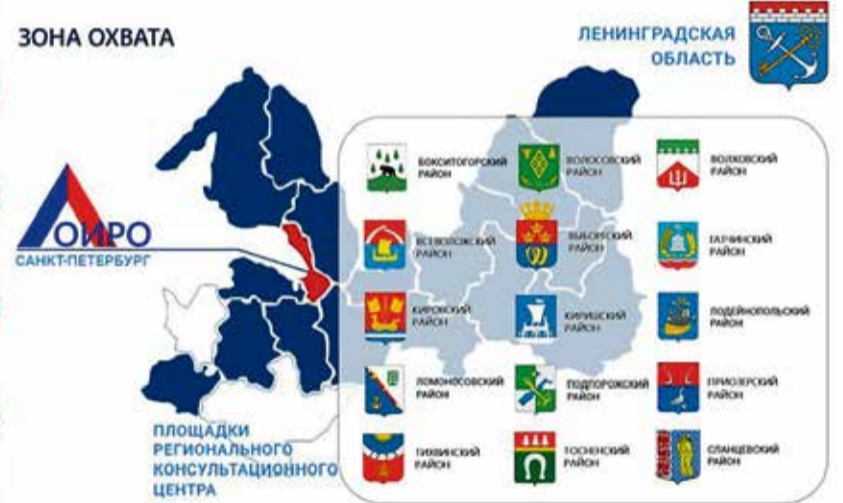 ЗОНА ОХВАТА
ЛЕНИНГРАДСКАЯ
ОБЛАСТЬ
БОКСИТОГОРСКИЙ
РАЙОН
ВОЛОСОВСКИЙ
РАЙОН
ВОЛХОВСКИЙ
РАЙОН
ВСЕВОЛОЖСКИЙ
РАЙОН
ВЫБОРГСКИЙ
РАЙОН
ГАТЧИНСКИЙ
РАЙОН
ЛОИРО
САНКТ-ПЕТЕРБУРГ
КИРОВСКИЙ
РАЙОН
КИРИШСКИЙ
РАЙОН
ЛОДЕЙНОПОЛЬСКИЙ
РАЙОН
ЛОМОНОСОВСКИЙ
РАЙОН
ПОДПОРОЖСКИЙ
РАЙОН
ПРИОЗЕРСКИЙ
РАЙОН
ТИХВИНСКИЙ
РАЙОН
ТОСНЕНСКИЙ
РАЙОН
СЛАНЦЕВСКИЙ
РАЙОН
ПЛОЩАДКИ
РЕГИОНАЛЬНОГО
КОНСУЛЬТАЦИОННОГО
ЦЕНТРА